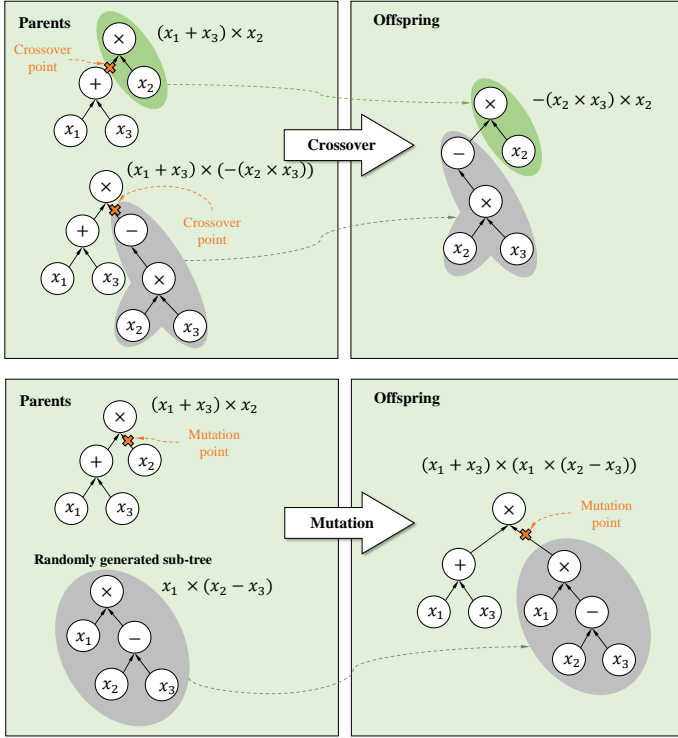 Parents
(x₁ + x₃) × x₂
×
Crossover
point
+
x₂
x₁
x₃
(x₁ + x₃) × (−(x₂ × x₃))
×
+
−
Crossover
point
x₁
x₃
×
x₂
x₃
Crossover
Offspring
−(x₂ × x₃) × x₂
×
−
x₂
×
x₂
x₃
Parents
(x₁ + x₃) × x₂
×
Mutation
point
+
x₂
x₁
x₃
Randomly generated sub-tree
x₁ × (x₂ − x₃)
×
x₁
−
x₂
x₃
Mutation
Offspring
(x₁ + x₃) × (x₁ × (x₂ − x₃))
×
Mutation
point
+
×
x₁
x₃
x₁
−
x₂
x₃